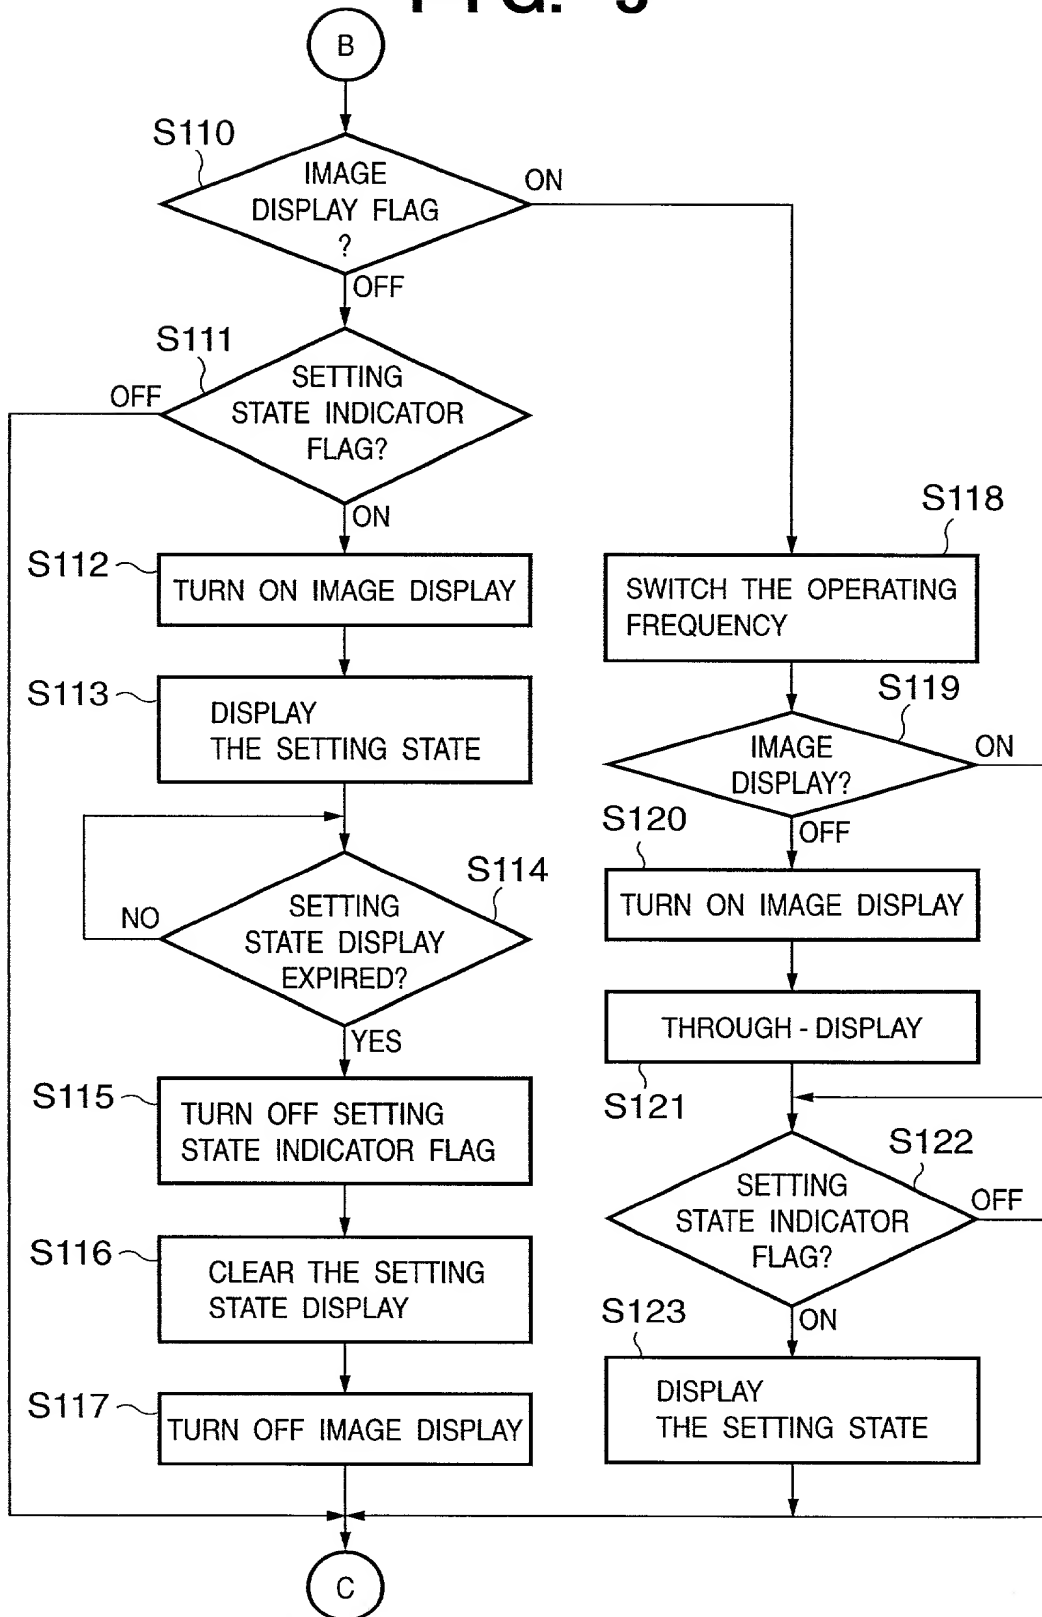 B
S110
IMAGE
DISPLAY FLAG
?
ON
OFF
S111
SETTING
STATE INDICATOR
FLAG?
OFF
ON
S112
TURN ON IMAGE DISPLAY
S113
DISPLAY
THE SETTING STATE
S114
SETTING
STATE DISPLAY
EXPIRED?
NO
YES
S115
TURN OFF SETTING
STATE INDICATOR FLAG
S116
CLEAR THE SETTING
STATE DISPLAY
S117
TURN OFF IMAGE DISPLAY
S118
SWITCH THE OPERATING
FREQUENCY
S119
IMAGE
DISPLAY?
ON
OFF
S120
TURN ON IMAGE DISPLAY
THROUGH - DISPLAY
S121
S122
SETTING
STATE INDICATOR
FLAG?
OFF
ON
S123
DISPLAY
THE SETTING STATE
C